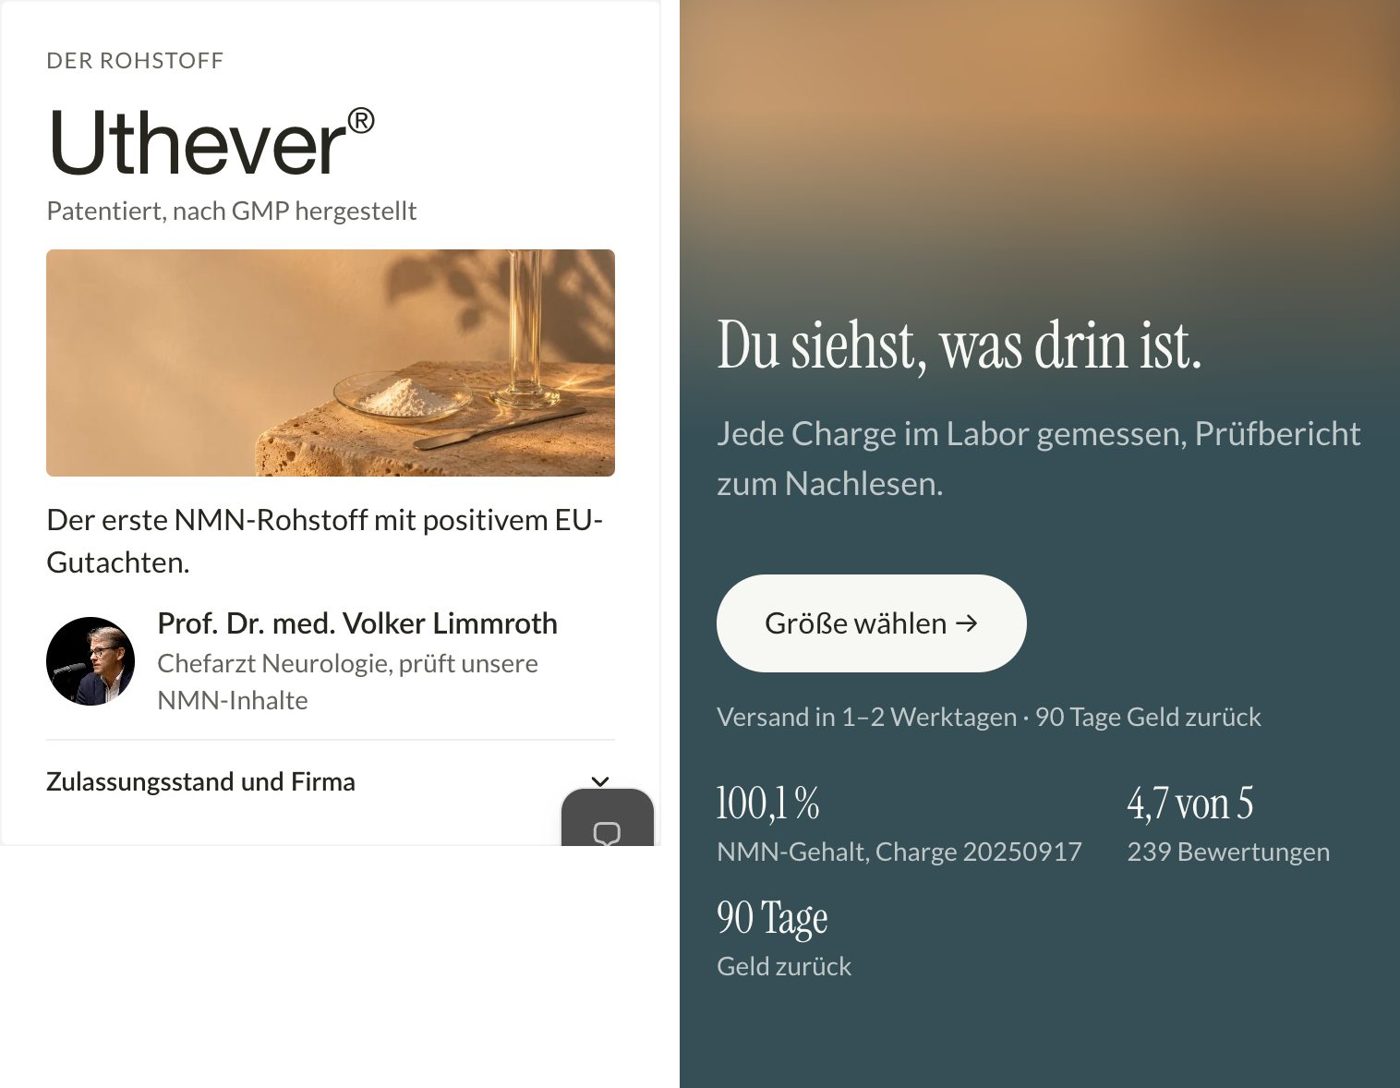 DER ROHSTOFF
Uthever®
Patentiert, nach GMP hergestellt
Der erste NMN-Rohstoff mit positivem EU-
Gutachten.
Prof. Dr. med. Volker Limmroth
Chefarzt Neurologie, prüft unsere
NMN-Inhalte
Zulassungsstand und Firma
Du siehst, was drin ist.
Jede Charge im Labor gemessen, Prüfbericht
zum Nachlesen.
Größe wählen →
Versand in 1–2 Werktagen · 90 Tage Geld zurück
100,1 %
NMN-Gehalt, Charge 20250917
4,7 von 5
239 Bewertungen
90 Tage
Geld zurück